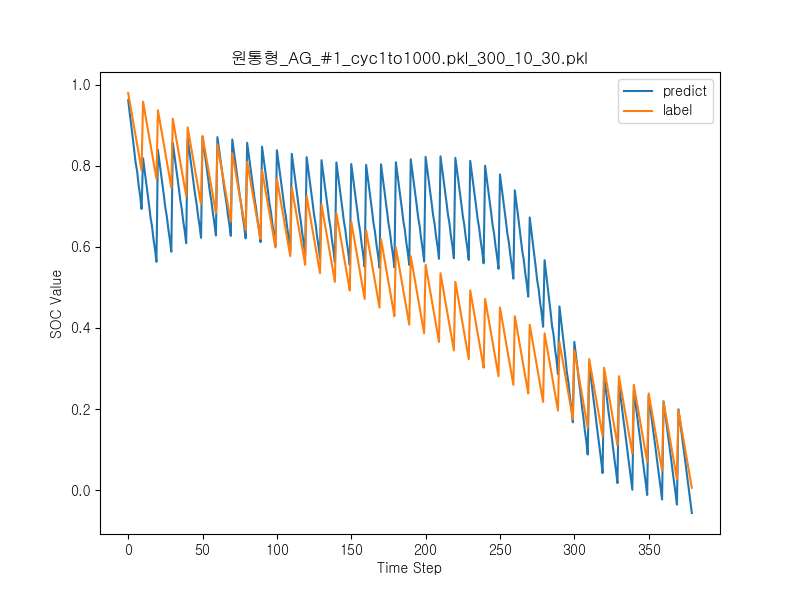 원통형_AG_#1_cyc1to1000.pkl_300_10_30.pkl
predict
label
1.0
0.8
0.6
0.4
0.2
0.0
SOC Value
0 50 100 150 200 250 300 350
Time Step